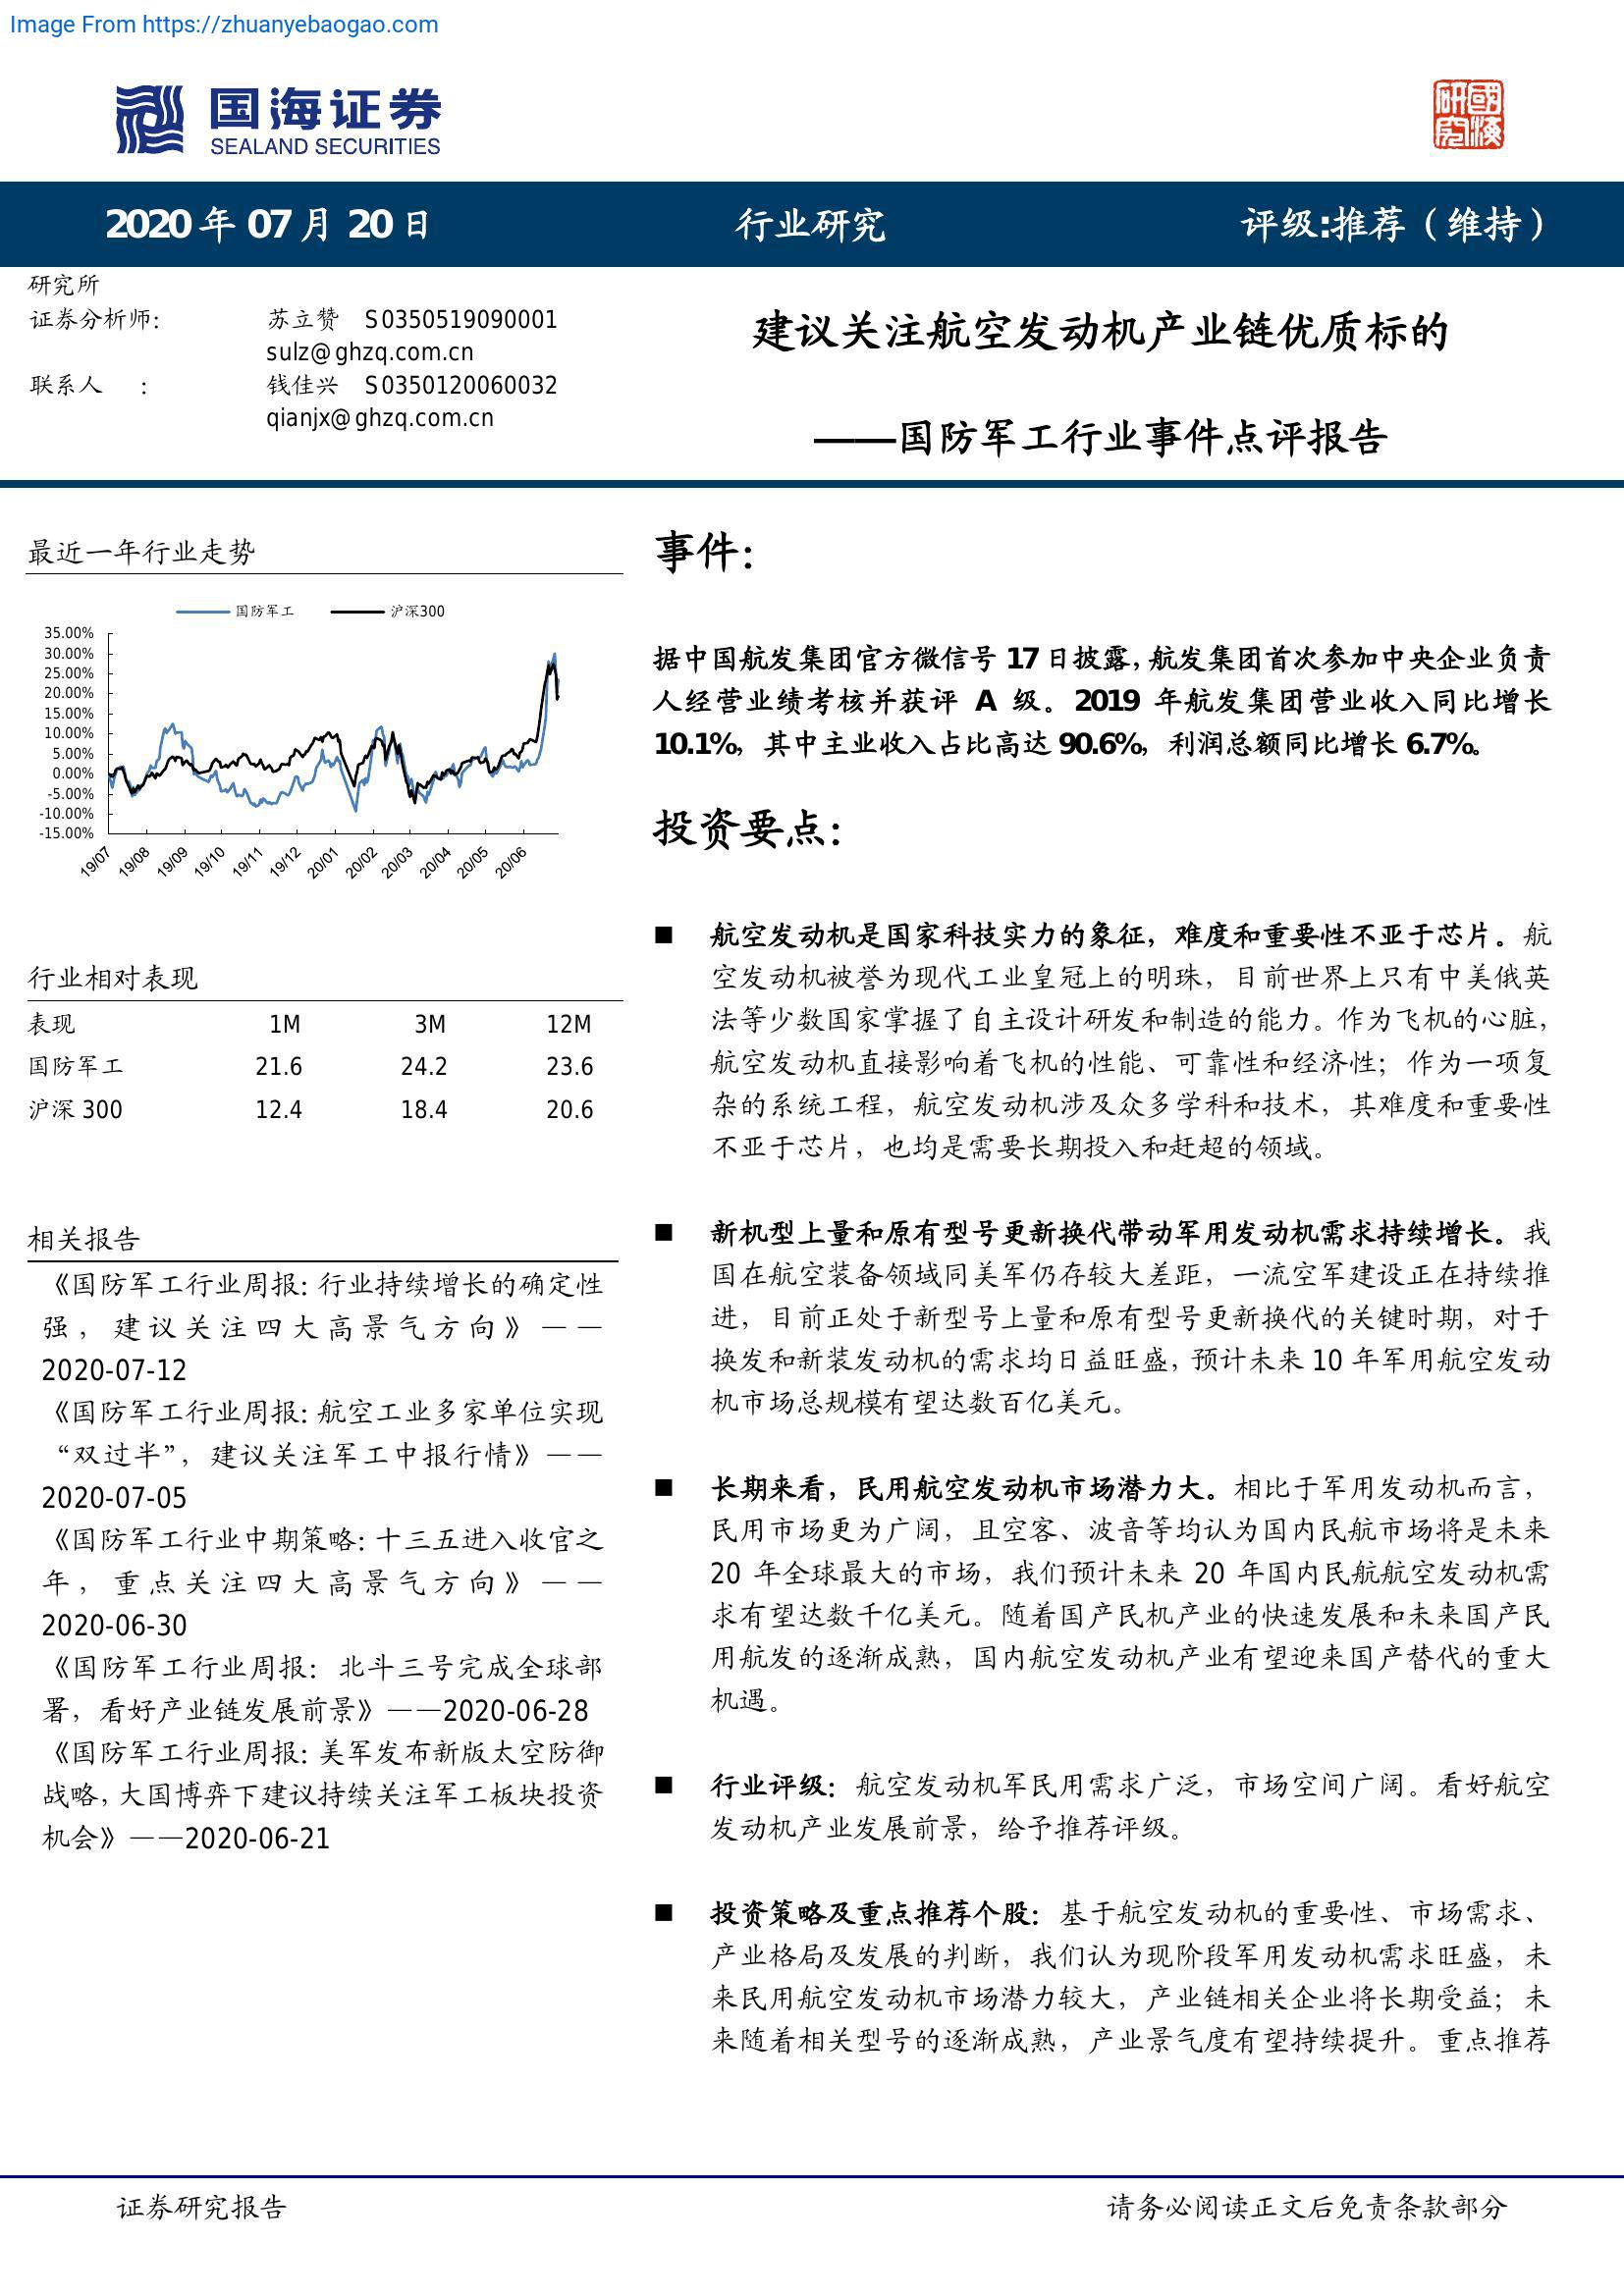 Image From https://zhuanyebaogao.com
国海证券
SEALAND SECURITIES
國海
研究
2020 年 07 月 20 日
行业研究
评级:推荐（维持）
研究所
证券分析师： 苏立赞 S0350519090001
sulz@ghzq.com.cn
联系人 ： 钱佳兴 S0350120060032
qianjx@ghzq.com.cn
建议关注航空发动机产业链优质标的
——国防军工行业事件点评报告
最近一年行业走势
国防军工 沪深300
35.00%
30.00%
25.00%
20.00%
15.00%
10.00%
5.00%
0.00%
-5.00%
-10.00%
-15.00%
19/07 19/08 19/09 19/10 19/11 19/12 20/01 20/02 20/03 20/04 20/05 20/06
行业相对表现
表现 1M 3M 12M
国防军工 21.6 24.2 23.6
沪深 300 12.4 18.4 20.6
相关报告
《国防军工行业周报：行业持续增长的确定性
强，建议关注四大高景气方向》——
2020-07-12
《国防军工行业周报：航空工业多家单位实现
“双过半”，建议关注军工中报行情》——
2020-07-05
《国防军工行业中期策略：十三五进入收官之
年，重点关注四大高景气方向》——
2020-06-30
《国防军工行业周报：北斗三号完成全球部
署，看好产业链发展前景》——2020-06-28
《国防军工行业周报：美军发布新版太空防御
战略，大国博弈下建议持续关注军工板块投资
机会》——2020-06-21
事件：
据中国航发集团官方微信号 17 日披露，航发集团首次参加中央企业负责
人经营业绩考核并获评 A 级。2019 年航发集团营业收入同比增长
10.1%，其中主业收入占比高达 90.6%，利润总额同比增长 6.7%。
投资要点：
■ 航空发动机是国家科技实力的象征，难度和重要性不亚于芯片。航
空发动机被誉为现代工业皇冠上的明珠，目前世界上只有中美俄英
法等少数国家掌握了自主设计研发和制造的能力。作为飞机的心脏，
航空发动机直接影响着飞机的性能、可靠性和经济性；作为一项复
杂的系统工程，航空发动机涉及众多学科和技术，其难度和重要性
不亚于芯片，也均是需要长期投入和赶超的领域。
■ 新机型上量和原有型号更新换代带动军用发动机需求持续增长。我
国在航空装备领域同美军仍存较大差距，一流空军建设正在持续推
进，目前正处于新型号上量和原有型号更新换代的关键时期，对于
换发和新装发动机的需求均日益旺盛，预计未来 10 年军用航空发动
机市场总规模有望达数百亿美元。
■ 长期来看，民用航空发动机市场潜力大。相比于军用发动机而言，
民用市场更为广阔，且空客、波音等均认为国内民航市场将是未来
20 年全球最大的市场，我们预计未来 20 年国内民航航空发动机需
求有望达数千亿美元。随着国产民机产业的快速发展和未来国产民
用航发的逐渐成熟，国内航空发动机产业有望迎来国产替代的重大
机遇。
■ 行业评级：航空发动机军民用需求广泛，市场空间广阔。看好航空
发动机产业发展前景，给予推荐评级。
■ 投资策略及重点推荐个股：基于航空发动机的重要性、市场需求、
产业格局及发展的判断，我们认为现阶段军用发动机需求旺盛，未
来民用航空发动机市场潜力较大，产业链相关企业将长期受益；未
来随着相关型号的逐渐成熟，产业景气度有望持续提升。重点推荐
证券研究报告
请务必阅读正文后免责条款部分